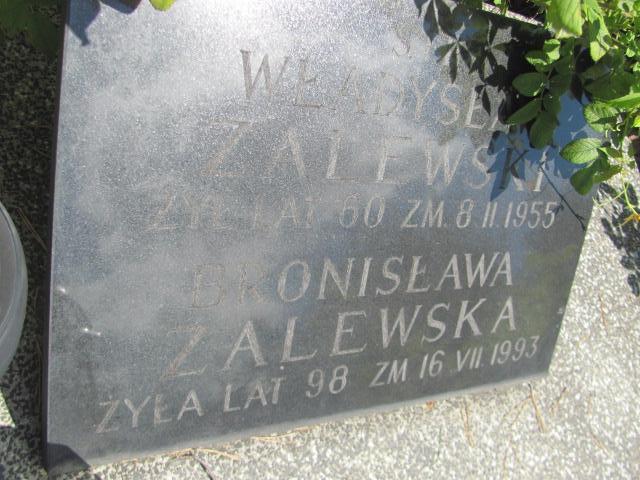 WŁADYSŁAW
ZALEWSKI
ŻYŁ LAT 60 ZM. 8.II.1955
BRONISŁAWA
ZALEWSKA
ŻYŁA LAT 98 ZM. 16.VII.1993